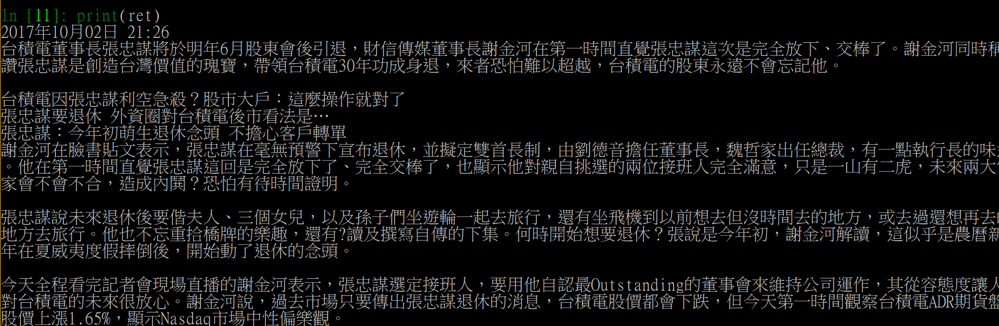 In [11]: print(ret)
2017年10月02日 21:26
台積電董事長張忠謀將於明年6月股東會後引退，財信傳媒董事長謝金河在第一時間直覺張忠謀這次是完全放下、交棒了。謝金河同時稱
讚張忠謀是創造台灣價值的瑰寶，帶領台積電30年功成身退，來者恐怕難以超越，台積電的股東永遠不會忘記他。
台積電因張忠謀利空急殺？股市大戶：這麼操作就對了
張忠謀要退休 外資圈對台積電後市看法是…
張忠謀：今年初萌生退休念頭 不擔心客戶轉單
謝金河在臉書貼文表示，張忠謀在毫無預警下宣布退休，並擬定雙首長制，由劉德音擔任董事長，魏哲家出任總裁，有一點執行長的味
。他在第一時間直覺張忠謀這回是完全放下了、完全交棒了，也顯示他對親自挑選的兩位接班人完全滿意，只是一山有二虎，未來兩大
家會不會不合，造成內鬨？恐怕有待時間證明。
張忠謀說未來退休後要偕夫人、三個女兒，以及孫子們坐遊輪一起去旅行，還有坐飛機到以前想去但沒時間去的地方，或去過還想再去
地方去旅行。他也不忘重拾橋牌的樂趣，還有?讀及撰寫自傳的下集。何時開始想要退休？張說是今年初，謝金河解讀，這似乎是農曆新
年在夏威夷度假摔倒後，開始動了退休的念頭。
今天全程看完記者會現場直播的謝金河表示，張忠謀選定接班人，要用他自認最Outstanding的董事會來維持公司運作，其從容態度讓人
對台積電的未來很放心。謝金河說，過去市場只要傳出張忠謀退休的消息，台積電股價都會下跌，但今天第一時間觀察台積電ADR期貨盤
股價上漲1.65%，顯示Nasdaq市場中性偏樂觀。